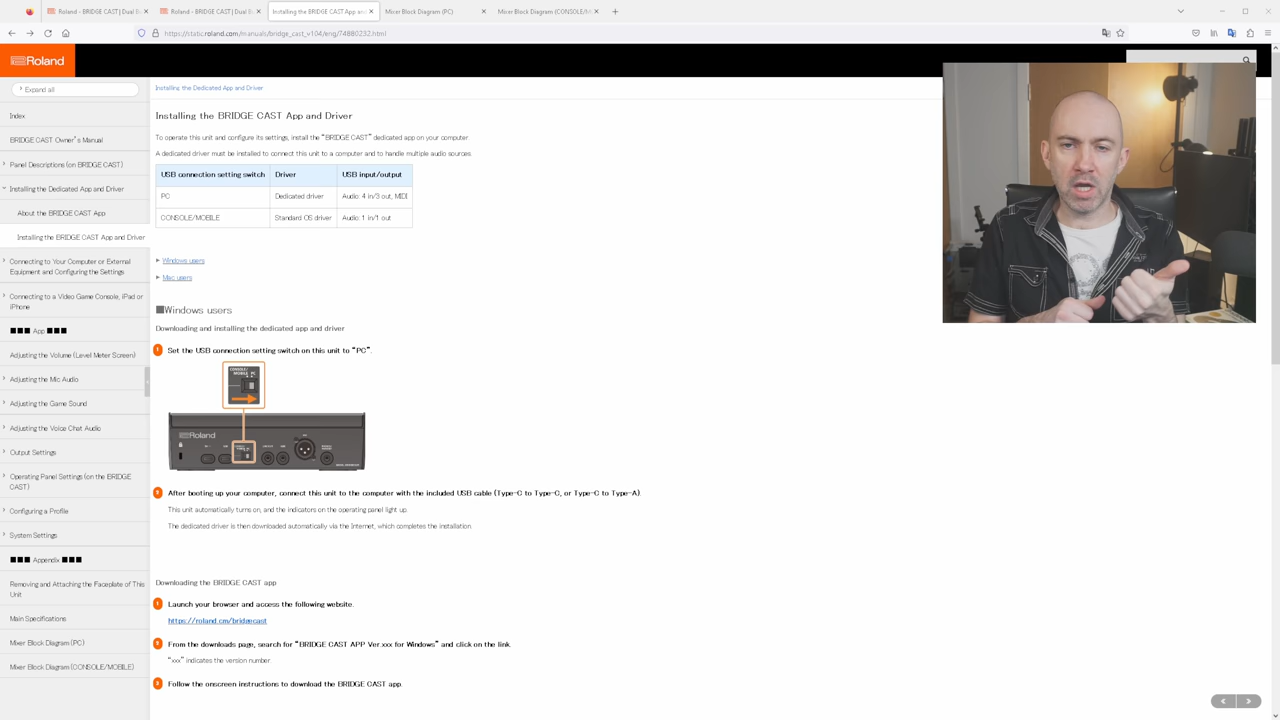 Roland - BRIDGE CAST | Dual B
Roland - BRIDGE CAST | Dual B
Installing the BRIDGE CAST App an
Mixer Block Diagram (PC)
Mixer Block Diagram (CONSOLE/M
https://static.roland.com/manuals/bridge_cast_v104/eng/74880232.html
Roland
Expand all
Index
BRIDGE CAST Owner's Manual
Panel Descriptions (on BRIDGE CAST)
Installing the Dedicated App and Driver
About the BRIDGE CAST App
Installing the BRIDGE CAST App and Driver
Connecting to Your Computer or External
Equipment and Configuring the Settings
Connecting to a Video Game Console, iPad or
iPhone
■■■ App ■■■
Adjusting the Volume (Level Meter Screen)
Adjusting the Mic Audio
Adjusting the Game Sound
Adjusting the Voice Chat Audio
Output Settings
Operating Panel Settings (on the BRIDGE
CAST)
Configuring a Profile
System Settings
■■■ Appendix ■■■
Removing and Attaching the Faceplate of This
Unit
Main Specifications
Mixer Block Diagram (PC)
Mixer Block Diagram (CONSOLE/MOBILE)
Installing the Dedicated App and Driver
Installing the BRIDGE CAST App and Driver
To operate this unit and configure its settings, install the "BRIDGE CAST" dedicated app on your computer.
A dedicated driver must be installed to connect this unit to a computer and to handle multiple audio sources.
USB connection setting switch Driver USB input/output
PC Dedicated driver Audio: 4 in/3 out, MIDI
CONSOLE/MOBILE Standard OS driver Audio: 1 in/1 out
Windows users
Mac users
■Windows users
Downloading and installing the dedicated app and driver
1 Set the USB connection setting switch on this unit to "PC".
CONSOLE/
MOBILE PC
Roland
2 After booting up your computer, connect this unit to the computer with the included USB cable (Type-C to Type-C, or Type-C to Type-A).
This unit automatically turns on, and the indicators on the operating panel light up.
The dedicated driver is then downloaded automatically via the Internet, which completes the installation.
Downloading the BRIDGE CAST app
1 Launch your browser and access the following website.
https://roland.cm/bridgecast
2 From the downloads page, search for "BRIDGE CAST APP Ver.xxx for Windows" and click on the link.
"xxx" indicates the version number
3 Follow the onscreen instructions to download the BRIDGE CAST app.